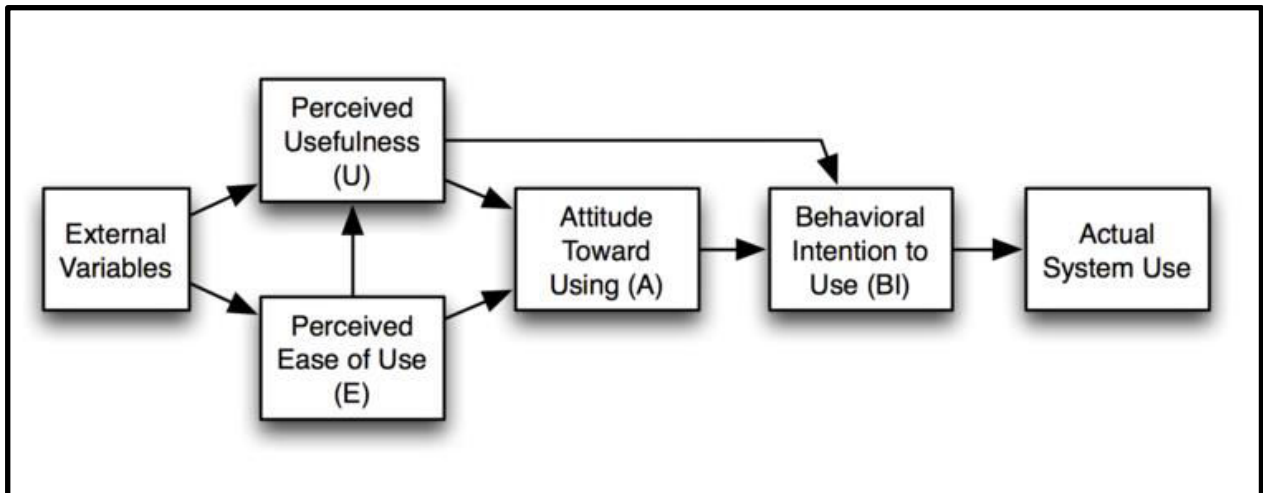 External
Variables
Perceived
Usefulness
(U)
Perceived
Ease of Use
(E)
Attitude
Toward
Using (A)
Behavioral
Intention to
Use (BI)
Actual
System Use